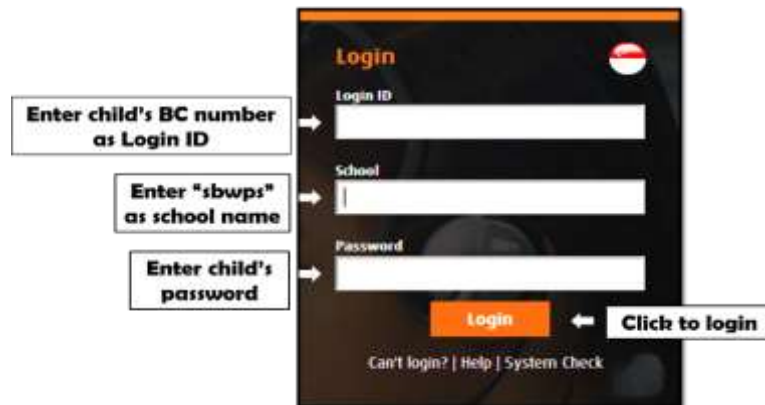 Login
Login ID
Enter child's BC number
as Login ID
School
Enter "sbwps"
as school name
Password
Enter child's
password
Login
Click to login
Can't login? | Help | System Check